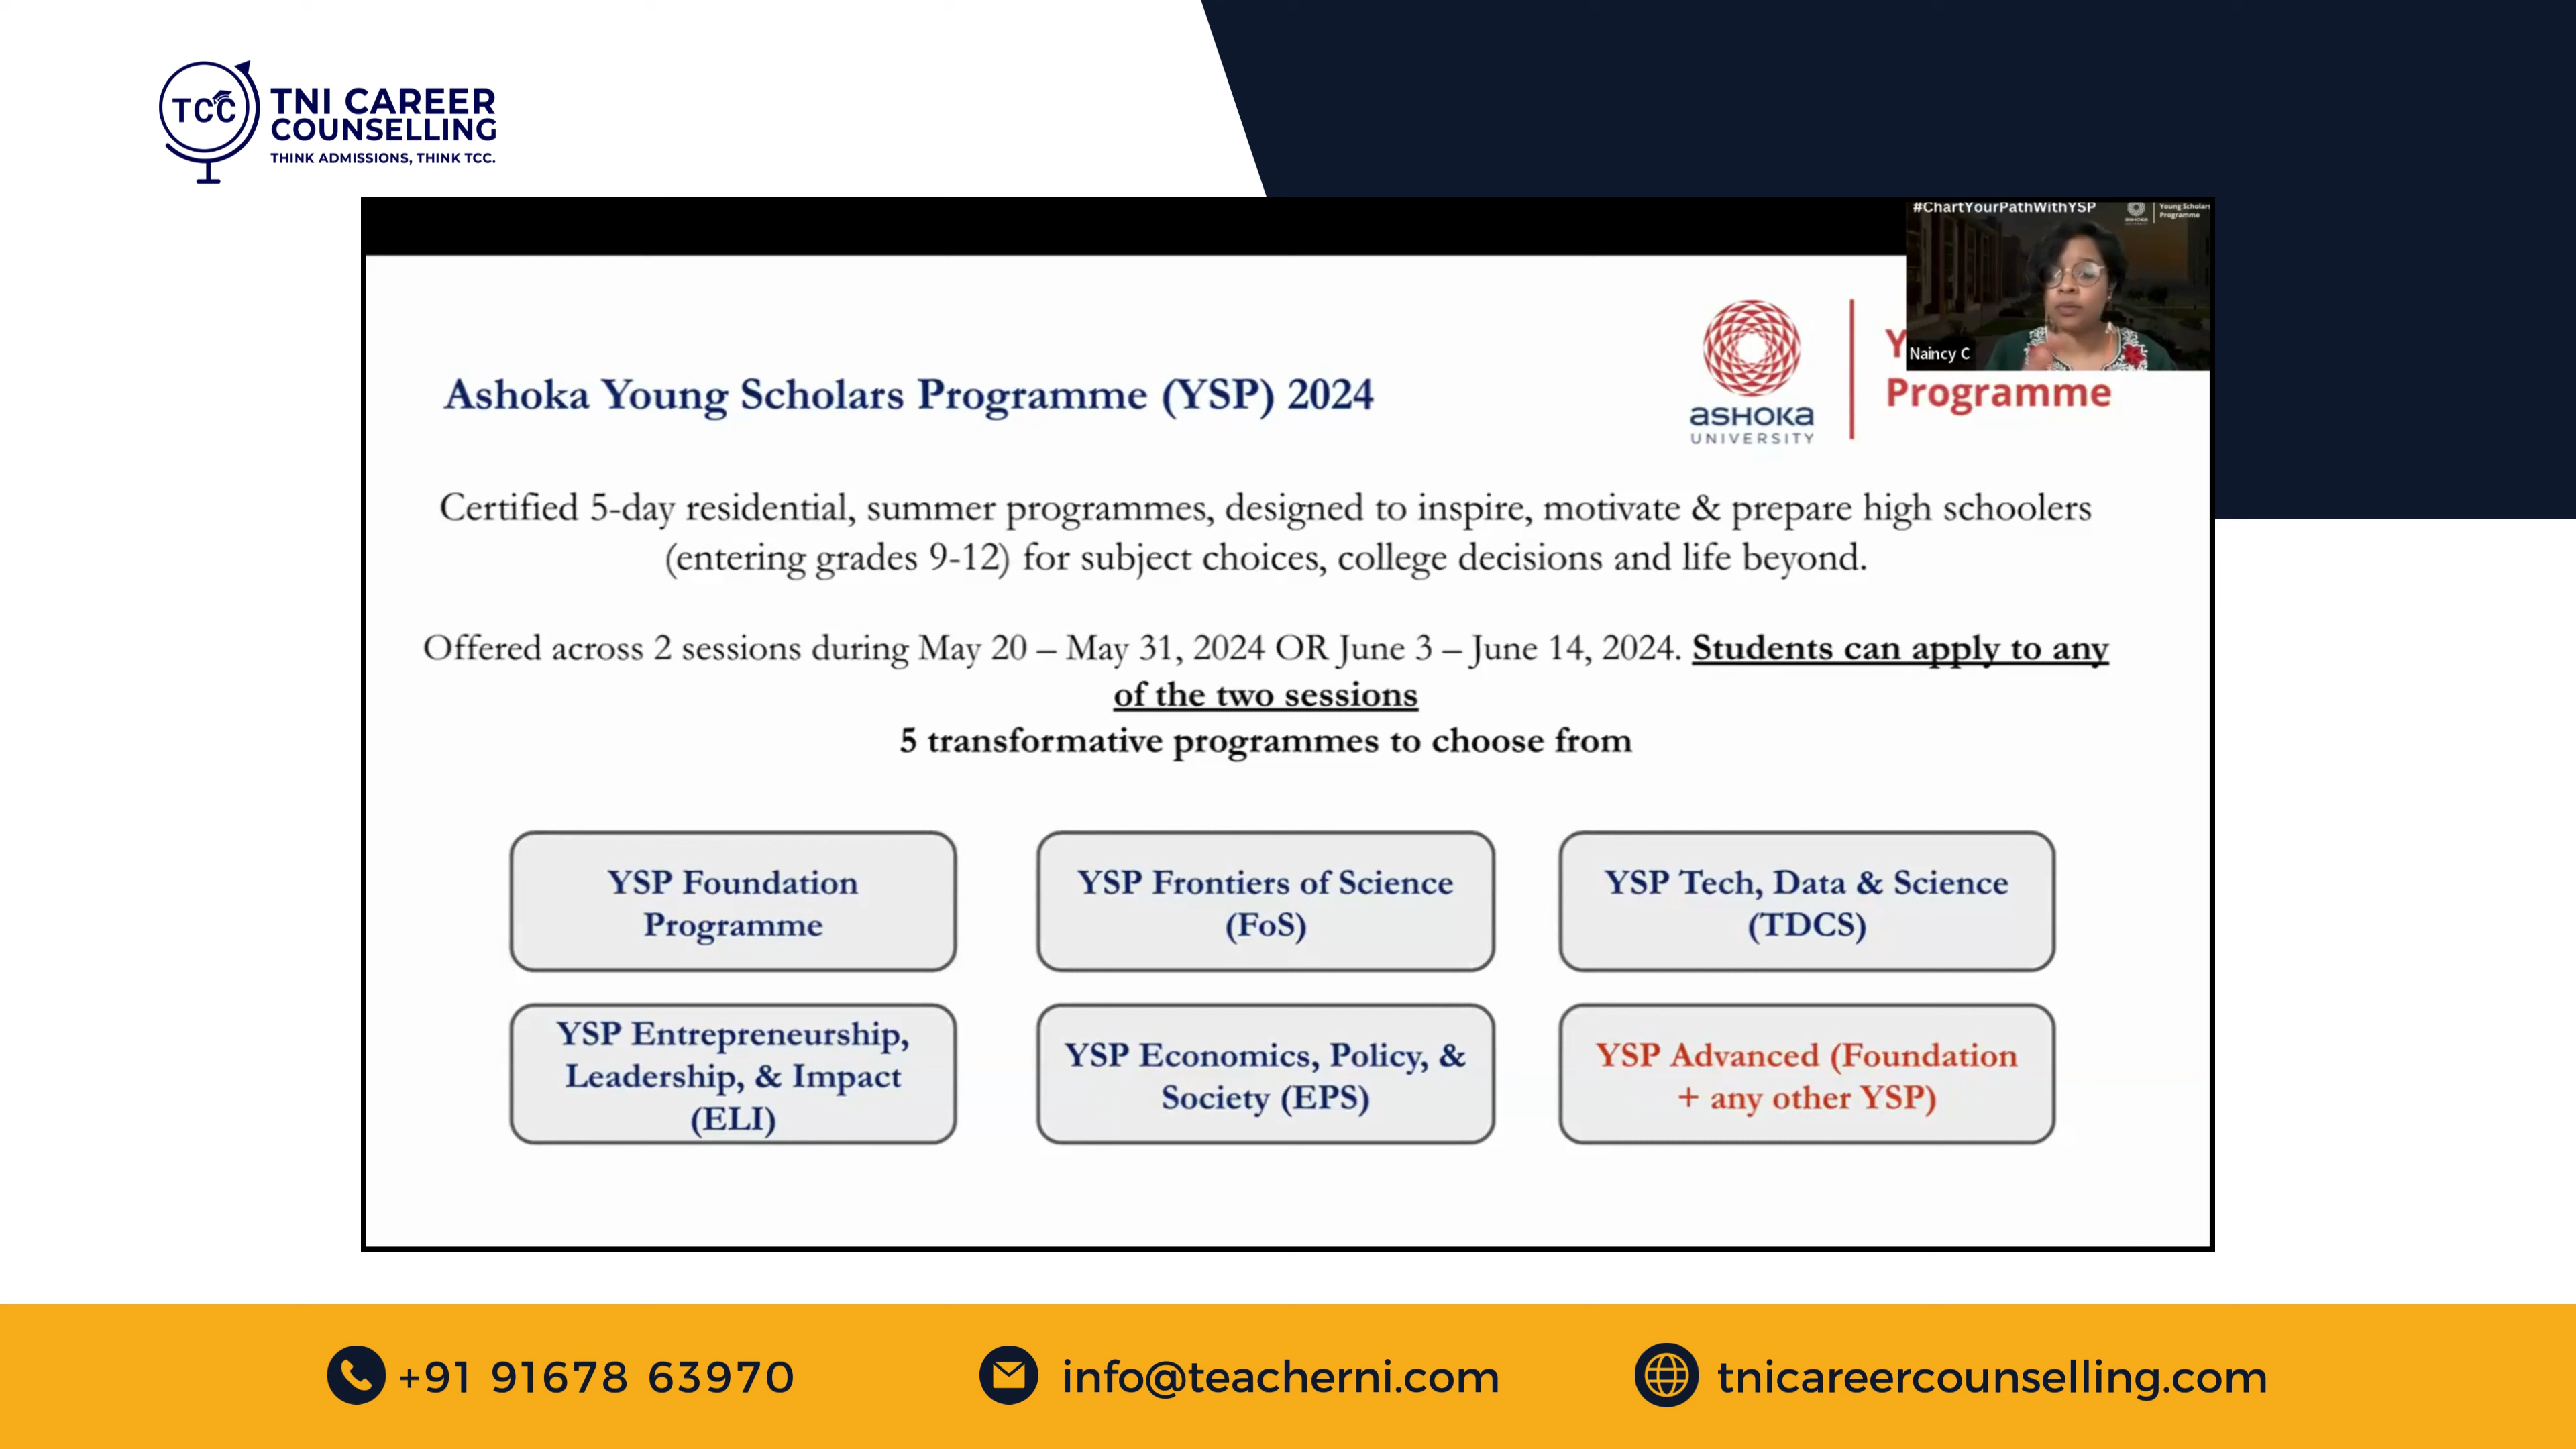 TCC
TNI CAREER
COUNSELLING
THINK ADMISSIONS, THINK TCC.
#ChartYourPathWithYSP
ASHOKA
Young Scholars
Programme
Naincy C
Ashoka Young Scholars Programme (YSP) 2024
ASHOKA
UNIVERSITY
Y
Programme
Certified 5-day residential, summer programmes, designed to inspire, motivate & prepare high schoolers
(entering grades 9-12) for subject choices, college decisions and life beyond.
Offered across 2 sessions during May 20 – May 31, 2024 OR June 3 – June 14, 2024. Students can apply to any
of the two sessions
5 transformative programmes to choose from
YSP Foundation
Programme
YSP Frontiers of Science
(FoS)
YSP Tech, Data & Science
(TDCS)
YSP Entrepreneurship,
Leadership, & Impact
(ELI)
YSP Economics, Policy, &
Society (EPS)
YSP Advanced (Foundation
+ any other YSP)
+91 91678 63970
info@teacherni.com
tnicareercounselling.com